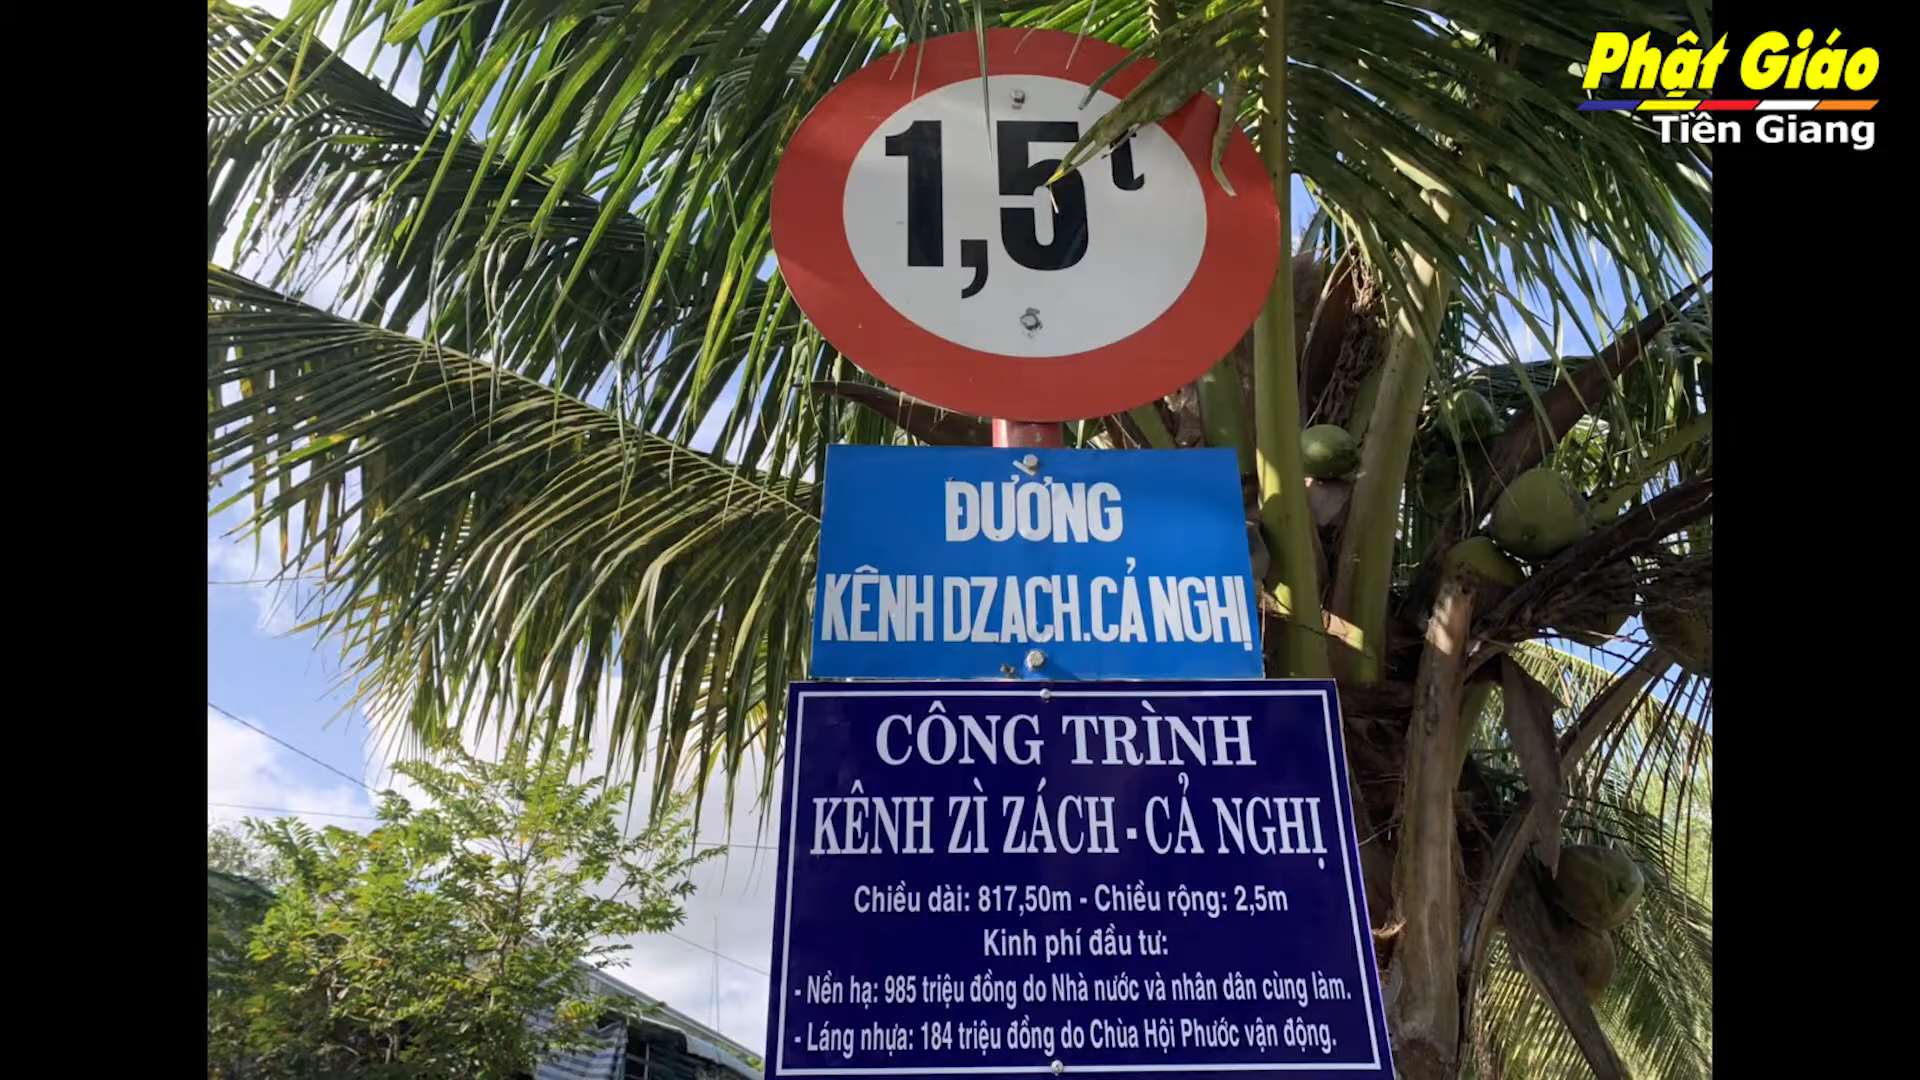 Phật Giáo
Tiền Giang
1,5t
ĐƯỜNG
KÊNH DZACH.CẢ NGHỊ
CÔNG TRÌNH
KÊNH ZÌ ZÁCH - CẢ NGHỊ
Chiều dài: 817,50m - Chiều rộng: 2,5m
Kinh phí đầu tư:
- Nền hạ: 985 triệu đồng do Nhà nước và nhân dân cùng làm.
- Láng nhựa: 184 triệu đồng do Chùa Hội Phước vận động.